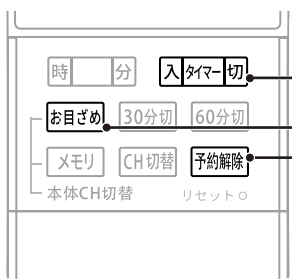 時 分 入 タイマー 切
お目ざめ 30分切 60分切
メモリ CH切替 予約解除
本体CH切替 リセット